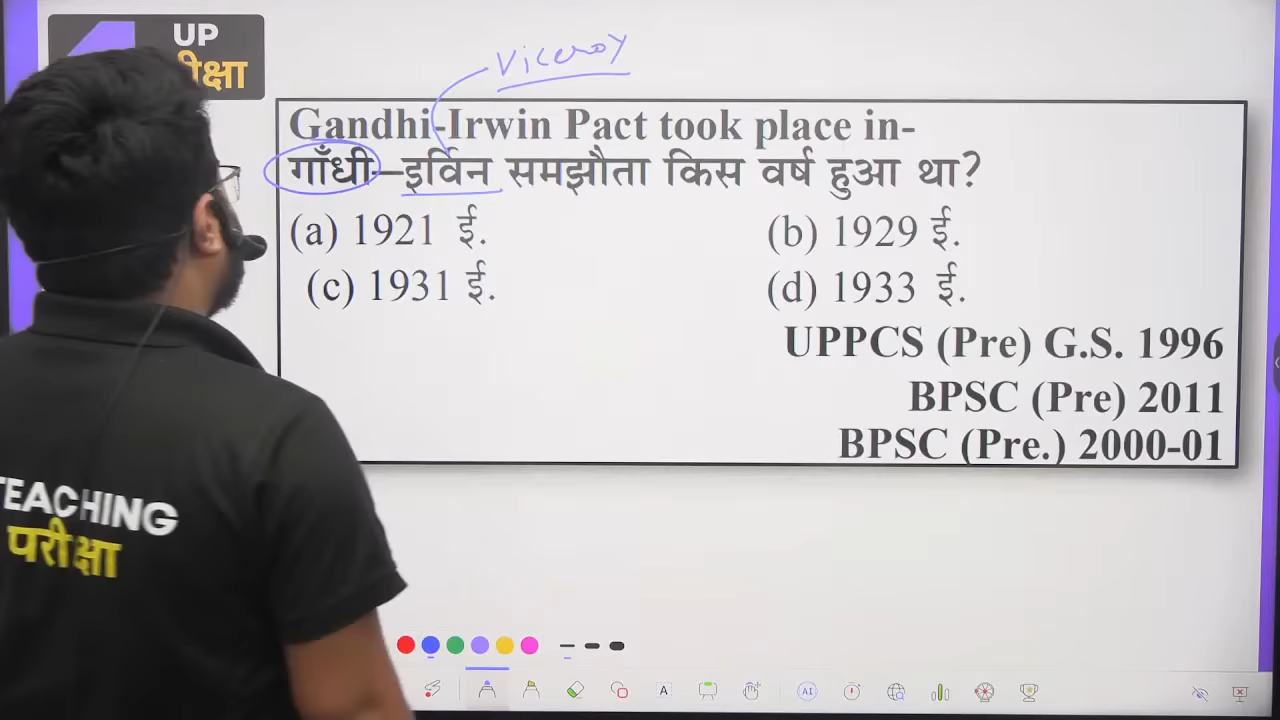 UP
Viceroy
Gandhi-Irwin Pact took place in-
गाँधी–इर्विन समझौता किस वर्ष हुआ था?
(a) 1921 ई. (b) 1929 ई.
(c) 1931 ई. (d) 1933 ई.
UPPCS (Pre) G.S. 1996
BPSC (Pre) 2011
BPSC (Pre.) 2000-01
TEACHING
परीक्षा
A
AI